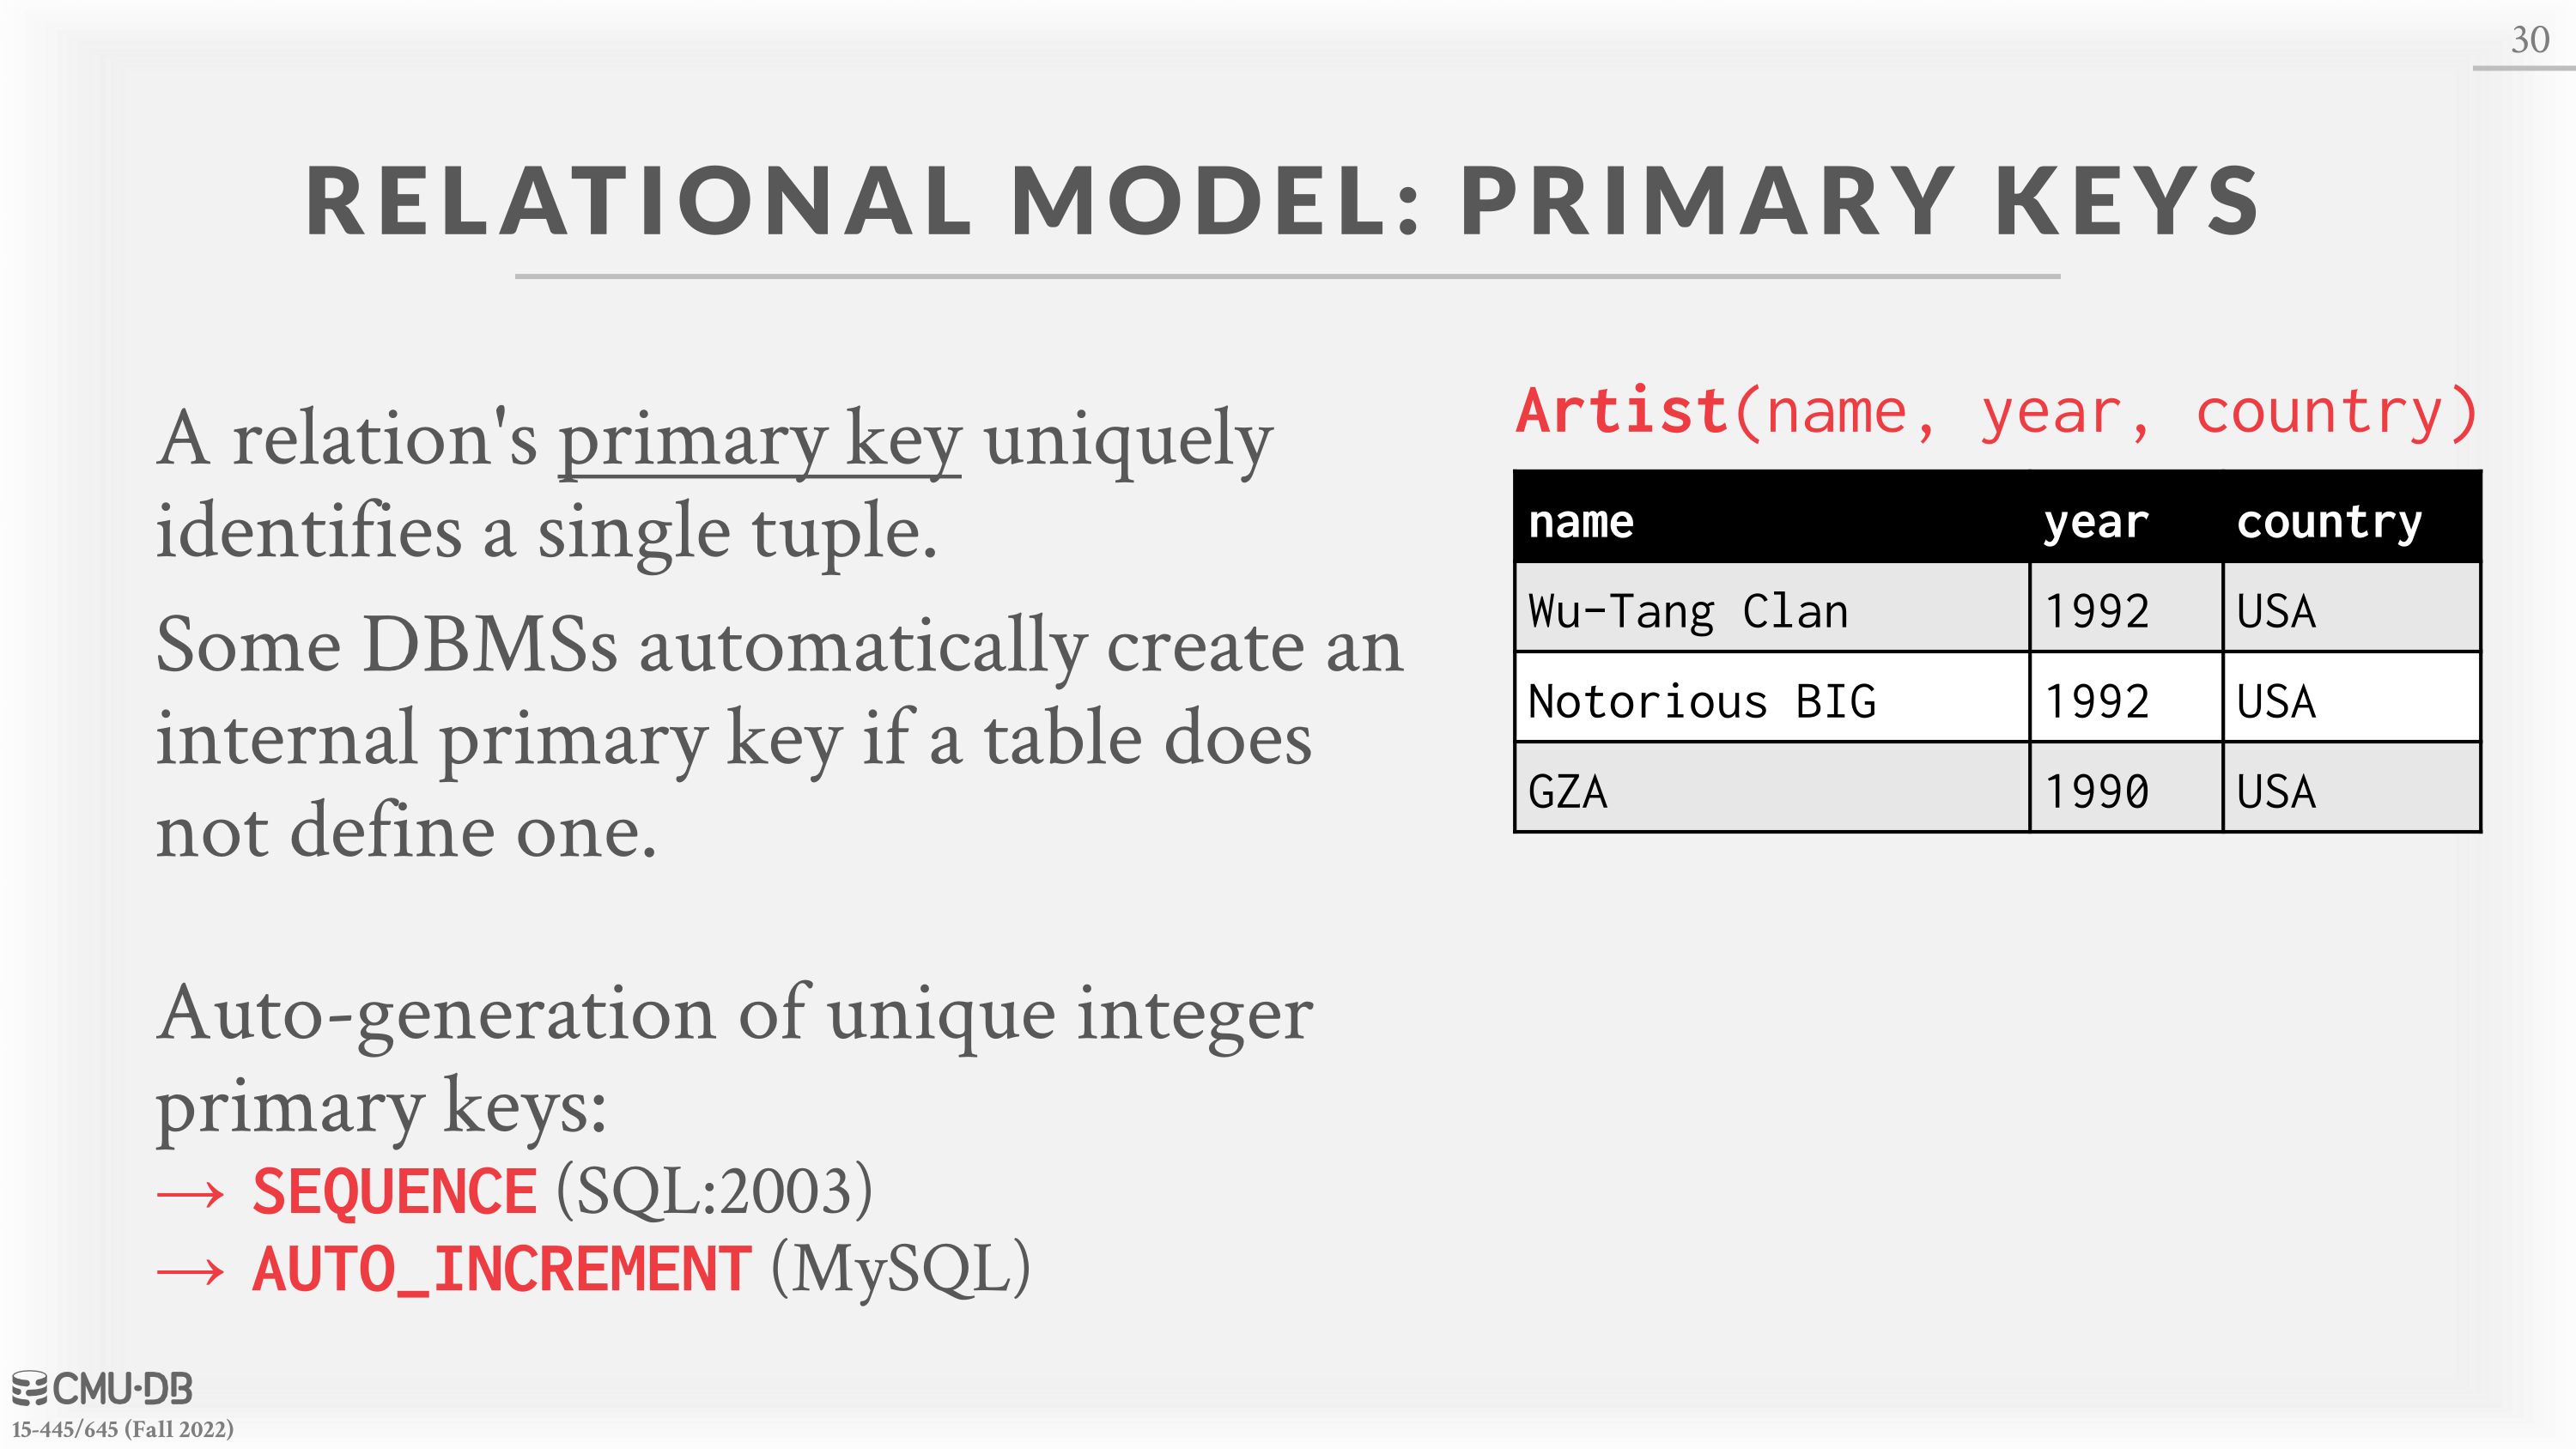 30
RELATIONAL MODEL: PRIMARY KEYS
A relation's primary key uniquely
identifies a single tuple.
Some DBMSs automatically create an
internal primary key if a table does
not define one.
Auto-generation of unique integer
primary keys:
→ SEQUENCE (SQL:2003)
→ AUTO_INCREMENT (MySQL)
Artist(name, year, country)
name year country
Wu-Tang Clan 1992 USA
Notorious BIG 1992 USA
GZA 1990 USA
CMU·DB
15-445/645 (Fall 2022)